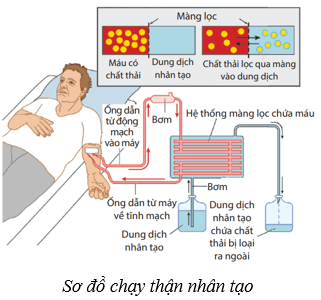 Màng lọc
Máu có
chất thải
Dung dịch
nhân tạo
Chất thải lọc qua màng
vào dung dịch
Ống dẫn
từ động
mạch
vào máy
Bơm
Hệ thống màng lọc chứa máu
Ống dẫn từ máy
về tĩnh mạch
Bơm
Dung dịch
nhân tạo
Dung dịch
nhân tạo
chứa chất
thải bị loại
ra ngoài
Sơ đồ chạy thận nhân tạo